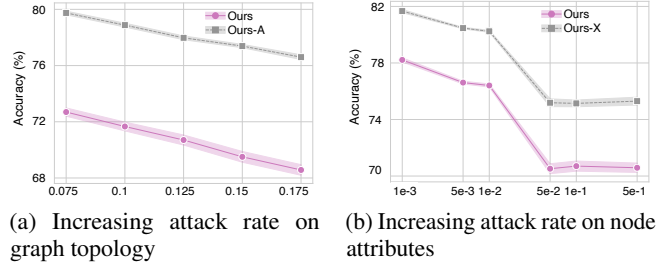 80
76
72
68
Accuracy (%)
Ours
Ours-A
0.075 0.1 0.125 0.15 0.175
82
78
74
70
Accuracy (%)
Ours
Ours-X
1e-3 5e-3 1e-2 5e-2 1e-1 5e-1
(a) Increasing attack rate on
graph topology
(b) Increasing attack rate on node
attributes